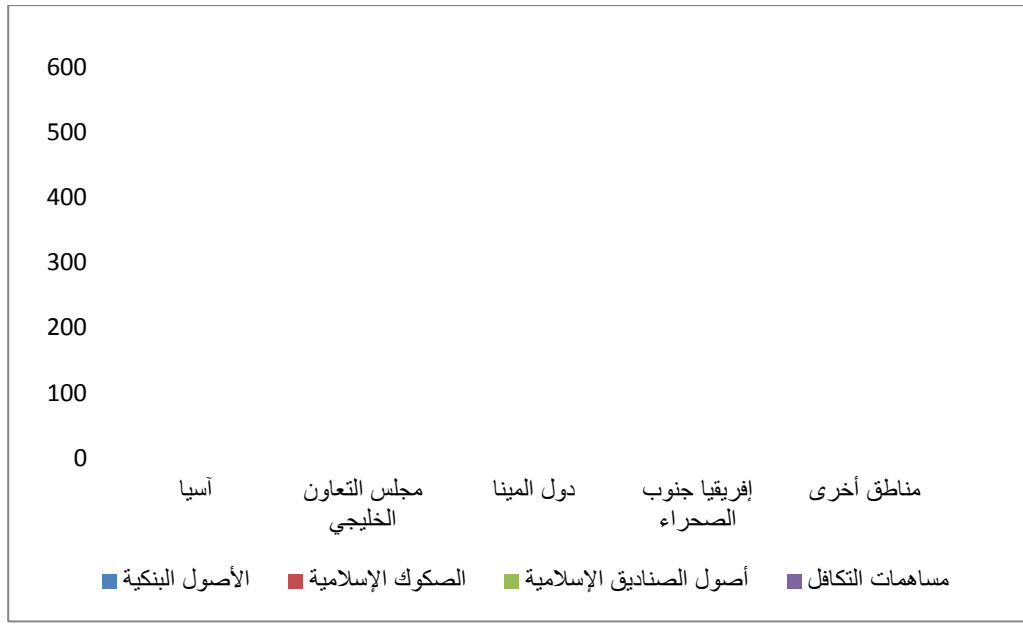 600
500
400
300
200
100
0
آسيا
مجلس التعاون
الخليجي
دول المينا
إفريقيا جنوب
الصحراء
مناطق أخرى
الأصول البنكية
الصكوك الإسلامية
أصول الصناديق الإسلامية
مساهمات التكافل